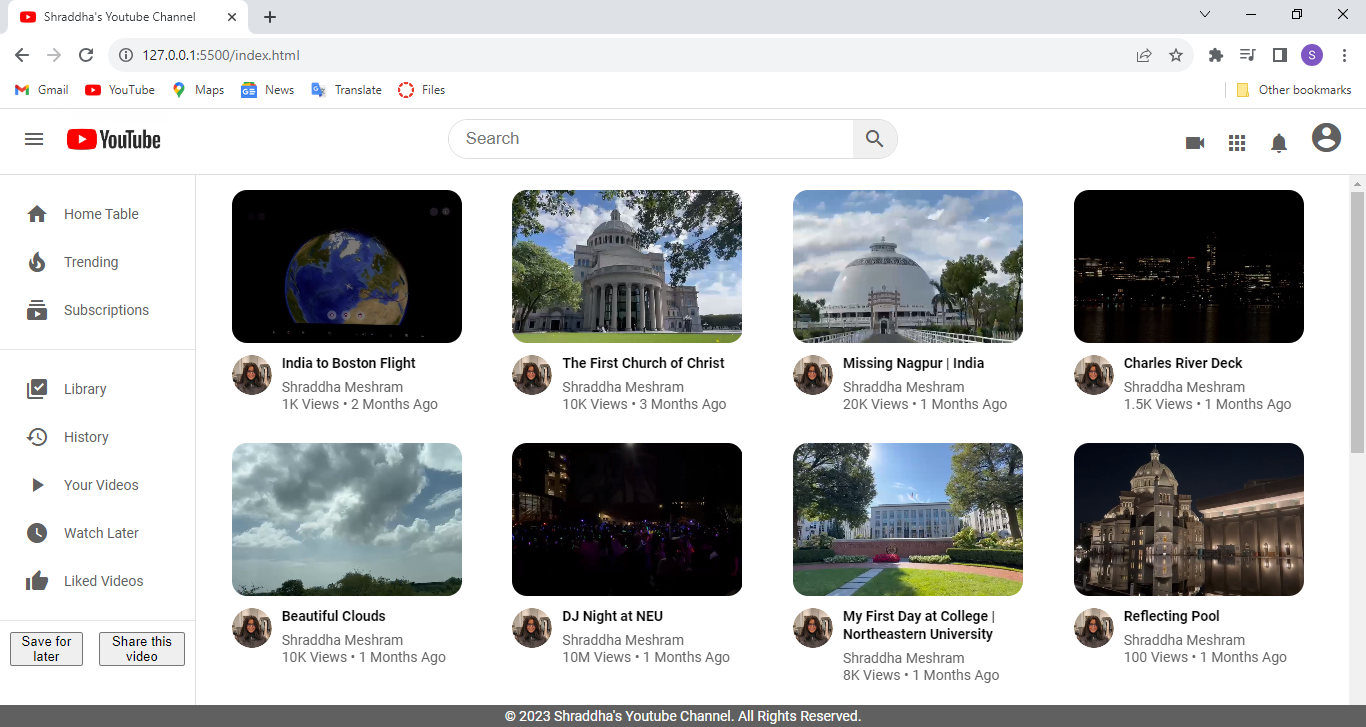 Shraddha's Youtube Channel
127.0.0.1:5500/index.html
S
Gmail
YouTube
Maps
News
Translate
Files
Other bookmarks
YouTube
Search
Home Table
Trending
Subscriptions
Library
History
Your Videos
Watch Later
Liked Videos
Save for
later
Share this
video
India to Boston Flight
Shraddha Meshram
1K Views • 2 Months Ago
The First Church of Christ
Shraddha Meshram
10K Views • 3 Months Ago
Missing Nagpur | India
Shraddha Meshram
20K Views • 1 Months Ago
Charles River Deck
Shraddha Meshram
1.5K Views • 1 Months Ago
Beautiful Clouds
Shraddha Meshram
10K Views • 1 Months Ago
DJ Night at NEU
Shraddha Meshram
10M Views • 1 Months Ago
My First Day at College |
Northeastern University
Shraddha Meshram
8K Views • 1 Months Ago
Reflecting Pool
Shraddha Meshram
100 Views • 1 Months Ago
© 2023 Shraddha's Youtube Channel. All Rights Reserved.